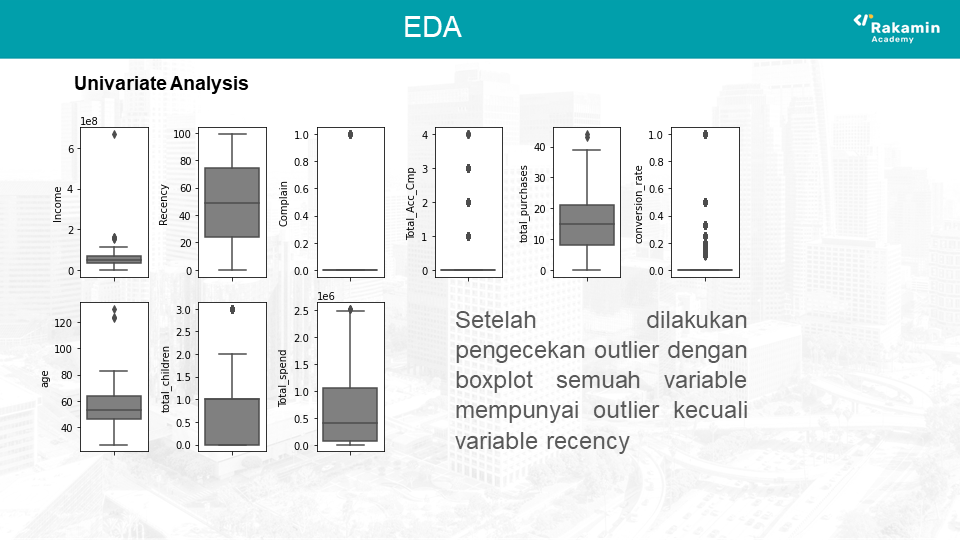 EDA
Rakamin
Academy
Univariate Analysis
1e8
6
4
2
0
Income
100
80
60
40
20
0
Recency
1.0
0.8
0.6
0.4
0.2
0.0
Complain
4
3
2
1
0
Total_Acc_Cmp
40
30
20
10
0
total_purchases
1.0
0.8
0.6
0.4
0.2
0.0
conversion_rate
120
100
80
60
40
age
3.0
2.5
2.0
1.5
1.0
0.5
0.0
total_children
1e6
2.5
2.0
1.5
1.0
0.5
0.0
Total_spend
Setelah dilakukan
pengecekan outlier dengan
boxplot semuah variable
mempunyai outlier kecuali
variable recency